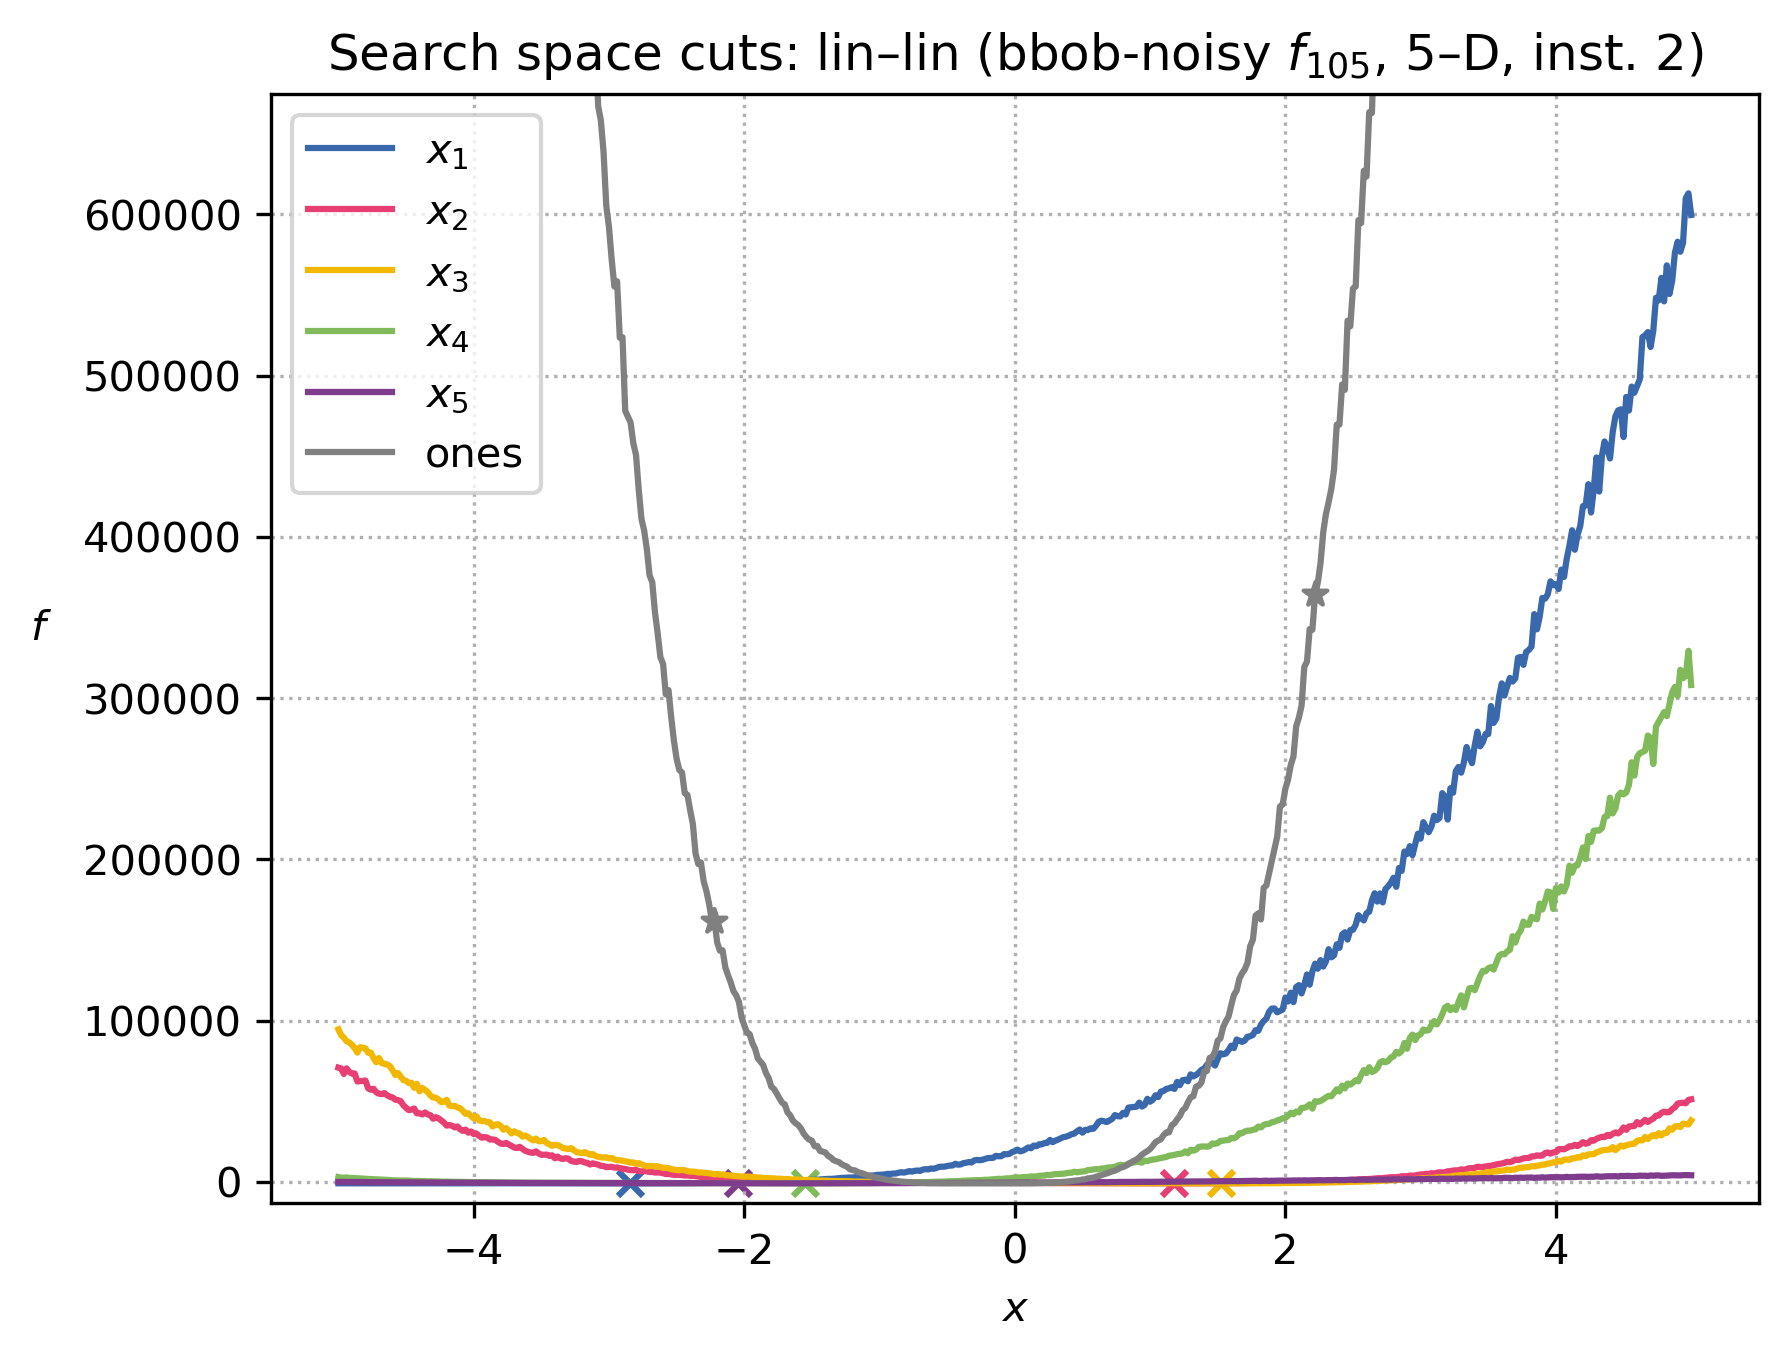 Search space cuts: lin–lin (bbob-noisy f₁₀₅, 5–D, inst. 2)
x₁
x₂
x₃
x₄
x₅
ones
600000
500000
400000
300000
200000
100000
0
f
−4 −2 0 2 4
x